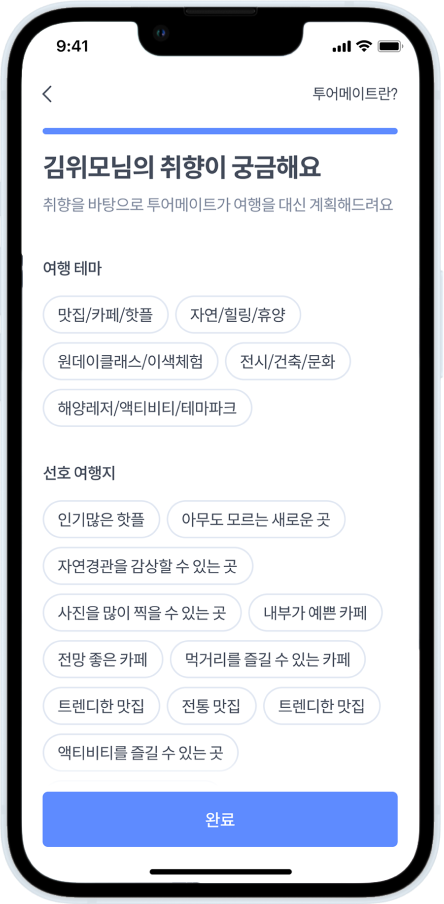 9:41
투어메이트란?
김위모님의 취향이 궁금해요
취향을 바탕으로 투어메이트가 여행을 대신 계획해드려요
여행 테마
맛집/카페/핫플 자연/힐링/휴양
원데이클래스/이색체험 전시/건축/문화
해양레저/액티비티/테마파크
선호 여행지
인기많은 핫플 아무도 모르는 새로운 곳
자연경관을 감상할 수 있는 곳
사진을 많이 찍을 수 있는 곳 내부가 예쁜 카페
전망 좋은 카페 먹거리를 즐길 수 있는 카페
트렌디한 맛집 전통 맛집 트렌디한 맛집
액티비티를 즐길 수 있는 곳
완료